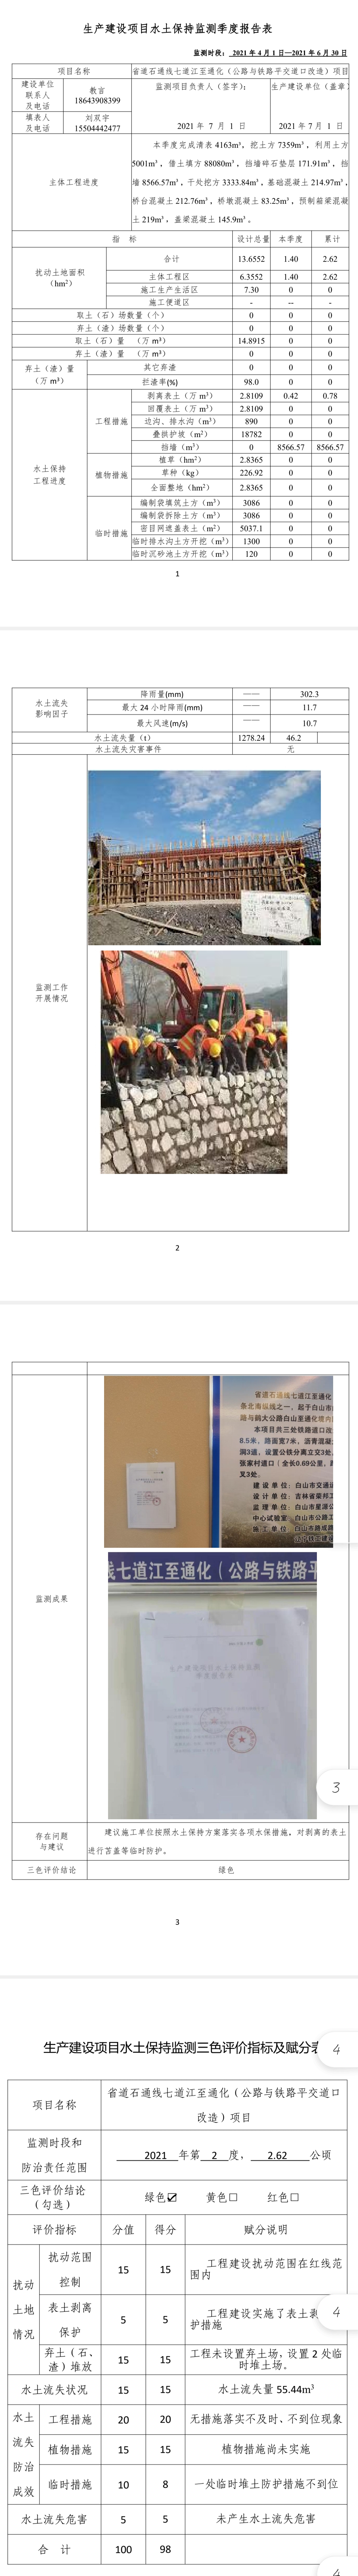 生产建设项目水土保持监测季度报告表
监测时段： 2021 年 4 月 1 日—2021 年 6 月 30 日
项目名称 省道石通线七道江至通化（公路与铁路平交道口改造）项目
建设单位联系人及电话 教言 18643908399 监测项目负责人（签字）： 2021 年 7 月 1 日 生产建设单位（盖章） 2021 年 7 月 1 日
填表人及电话 刘双宇 15504442477
主体工程进度 本季度完成清表 4163m³，挖土方 7359m³，利用土方
5001m³，借土填方 88080m³，挡墙碎石垫层 171.91m³，挡
墙 8566.57m³，干处挖方 3333.84m³，基础混凝土 214.97m³，
桥台混凝土 212.76m³，桥墩混凝土 83.25m³，预制箱梁混凝
土 219m³，盖梁混凝土 145.9m³。
指 标 设计总量 本季度 累计
扰动土地面积（hm²） 合计 13.6552 1.40 2.62
主体工程区 6.3552 1.40 2.62
施工生产生活区 7.30 0 0
施工便道区 - -- -
取土（石）场数量（个） 0 0 0
弃土（渣）场数量（个） 0 0 0
取土（石）量 （万 m³） 14.8915 0 0
弃土（渣）量 （万 m³） 0 0 0
弃土（渣）量（万 m³） 其它弃渣 0 0 0
拦渣率(%) 98.0 0 0
水土保持工程进度 工程措施 剥离表土（万 m³） 2.8109 0.42 0.78
回覆表土（万 m³） 2.8109 0 0
边沟、排水沟（m³） 890 0 0
叠拱护坡（m²） 18782 0 0
挡墙（m³） 0 8566.57 8566.57
植物措施 植草（hm²） 2.8365 0 0
草种（kg） 226.92 0 0
全面整地（hm²） 2.8365 0 0
临时措施 编制袋填筑土方（m³） 3086 0 0
编制袋拆除土方（m³） 3086 0 0
密目网遮盖表土（m²） 5037.1 0 0
临时排水沟土方开挖（m³） 1300 0 0
临时沉砂池土方开挖（m³） 120 0 0
1
水土流失影响因子 降雨量(mm) —— 302.3
最大 24 小时降雨(mm) —— 11.7
最大风速(m/s) —— 10.7
水土流失量（t） 1278.24 46.2
水土流失灾害事件 无
监测工作开展情况
2
监测成果
省道石通线七道江至通化
条北南纵线之一，起于白山市
路与鹤大公路白山至通化境内
本项目共三处铁路道口改
8.5米，路面宽7米，沥青混凝
涵3道，设置公铁分离立交3处
张家村道口（全长0.69公里，
叉3处。
建 设 单 位：白山市交通运
设 计 单 位：吉林省荣邦工
监 理 单 位：白山市星源公
中心试验室：白山市公路工
施 工 单 位：白山市路成路
线七道江至通化（公路与铁路平
生产建设项目水土保持监测
季度报告表
3
存在问题与建议 建议施工单位按照水土保持方案落实各项水保措施，对剥离的表土
进行苫盖等临时防护。
三色评价结论 绿色
3
生产建设项目水土保持监测三色评价指标及赋分表
4
项目名称 省道石通线七道江至通化（公路与铁路平交道口
改造）项目
监测时段和防治责任范围 2021 年第 2 度， 2.62 公顷
三色评价结论（勾选） 绿色☑ 黄色☐ 红色☐
评价指标 分值 得分 赋分说明
扰动土地情况 扰动范围控制 15 15 工程建设扰动范围在红线范围内
表土剥离保护 5 5 工程建设实施了表土剥 护措施
4
弃土（石、渣）堆放 15 15 工程未设置弃土场，设置 2 处临时堆土场。
水土流失状况 15 15 水土流失量 55.44m³
水土流失防治成效 工程措施 20 20 无措施落实不及时、不到位现象
植物措施 15 15 植物措施尚未实施
临时措施 10 8 一处临时堆土防护措施不到位
水土流失危害 5 5 未产生水土流失危害
合 计 100 98
4